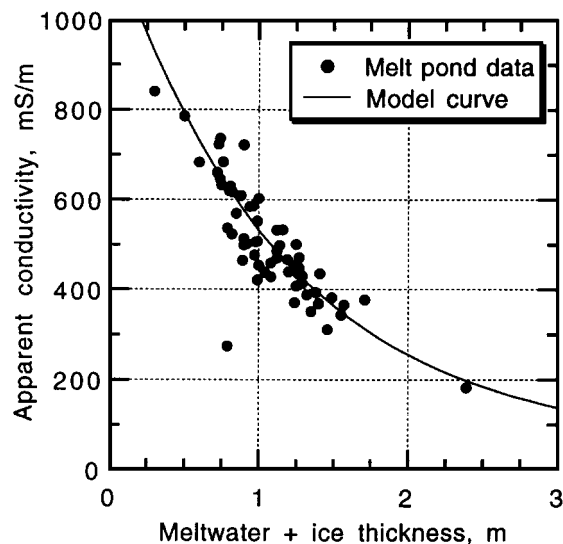 1000
800
600
400
200
0
Apparent conductivity, mS/m
Melt pond data
Model curve
0 1 2 3
Meltwater + ice thickness, m